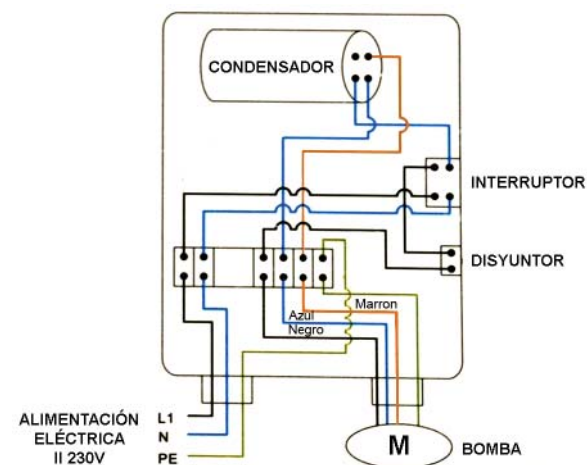 CONDENSADOR
INTERRUPTOR
DISYUNTOR
Marron
Azul
Negro
ALIMENTACIÓN
ELÉCTRICA
II 230V
L1
N
PE
M
BOMBA